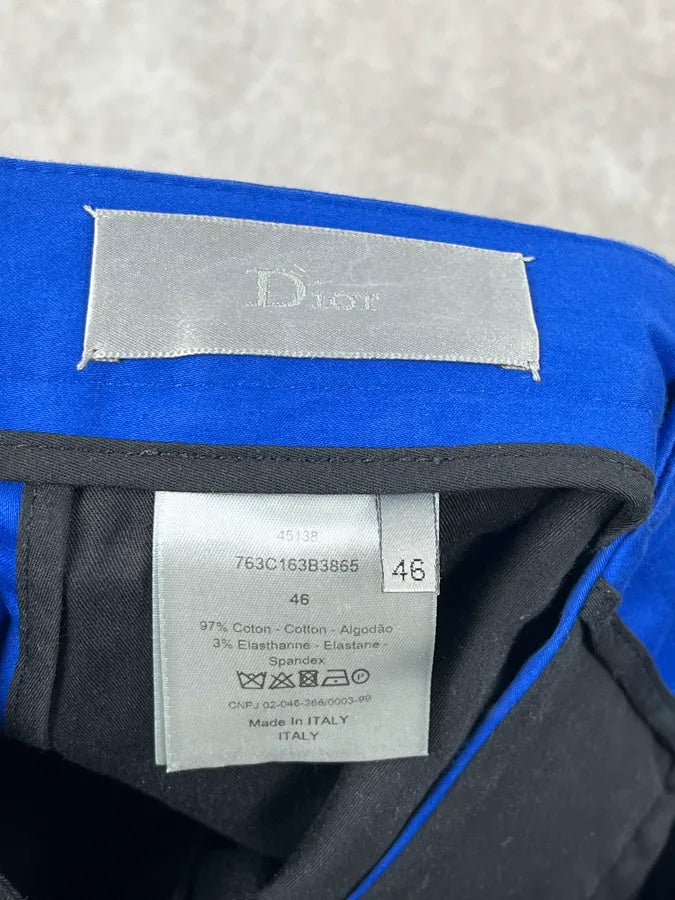 Dior
45138
763C163B3865
46
46
97% Coton - Cotton - Algodão
3% Elasthanne - Elastane -
Spandex
CNPJ 02-046-366/0003-99
Made In ITALY
ITALY